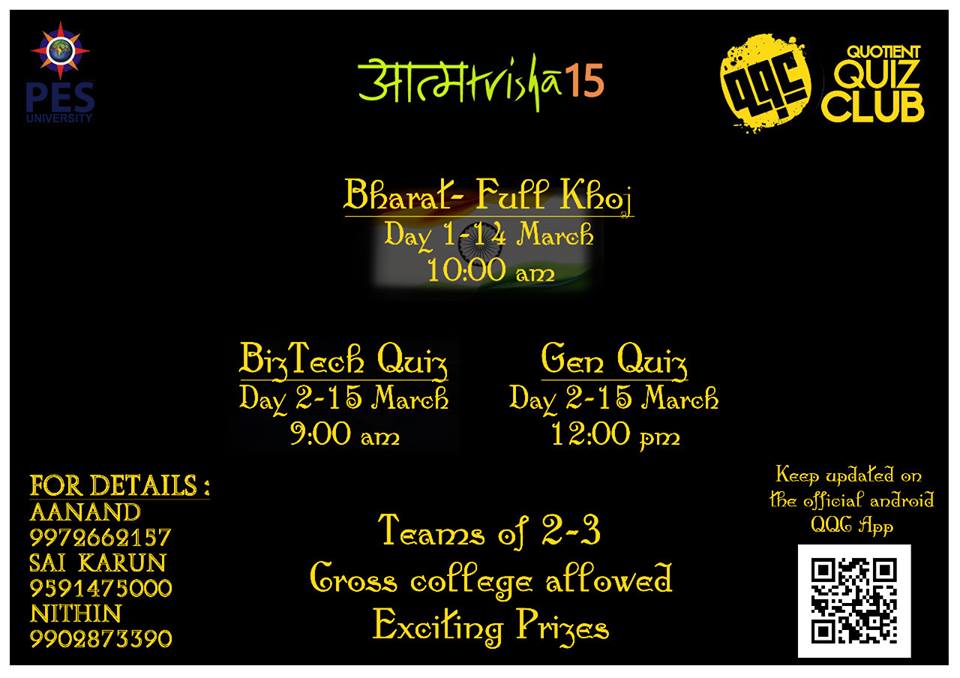 PES
UNIVERSITY
आत्मtrisha15
QQC
QUOTIENT
QUIZ
CLUB
Bharat- Full Khoj
Day 1-14 March
10:00 am
BizTech Quiz
Day 2-15 March
9:00 am
Gen Quiz
Day 2-15 March
12:00 pm
FOR DETAILS :
AANAND
9972662157
SAI KARUN
9591475000
NITHIN
9902873390
Teams of 2-3
Cross college allowed
Exciting Prizes
Keep updated on
the official android
QQC App